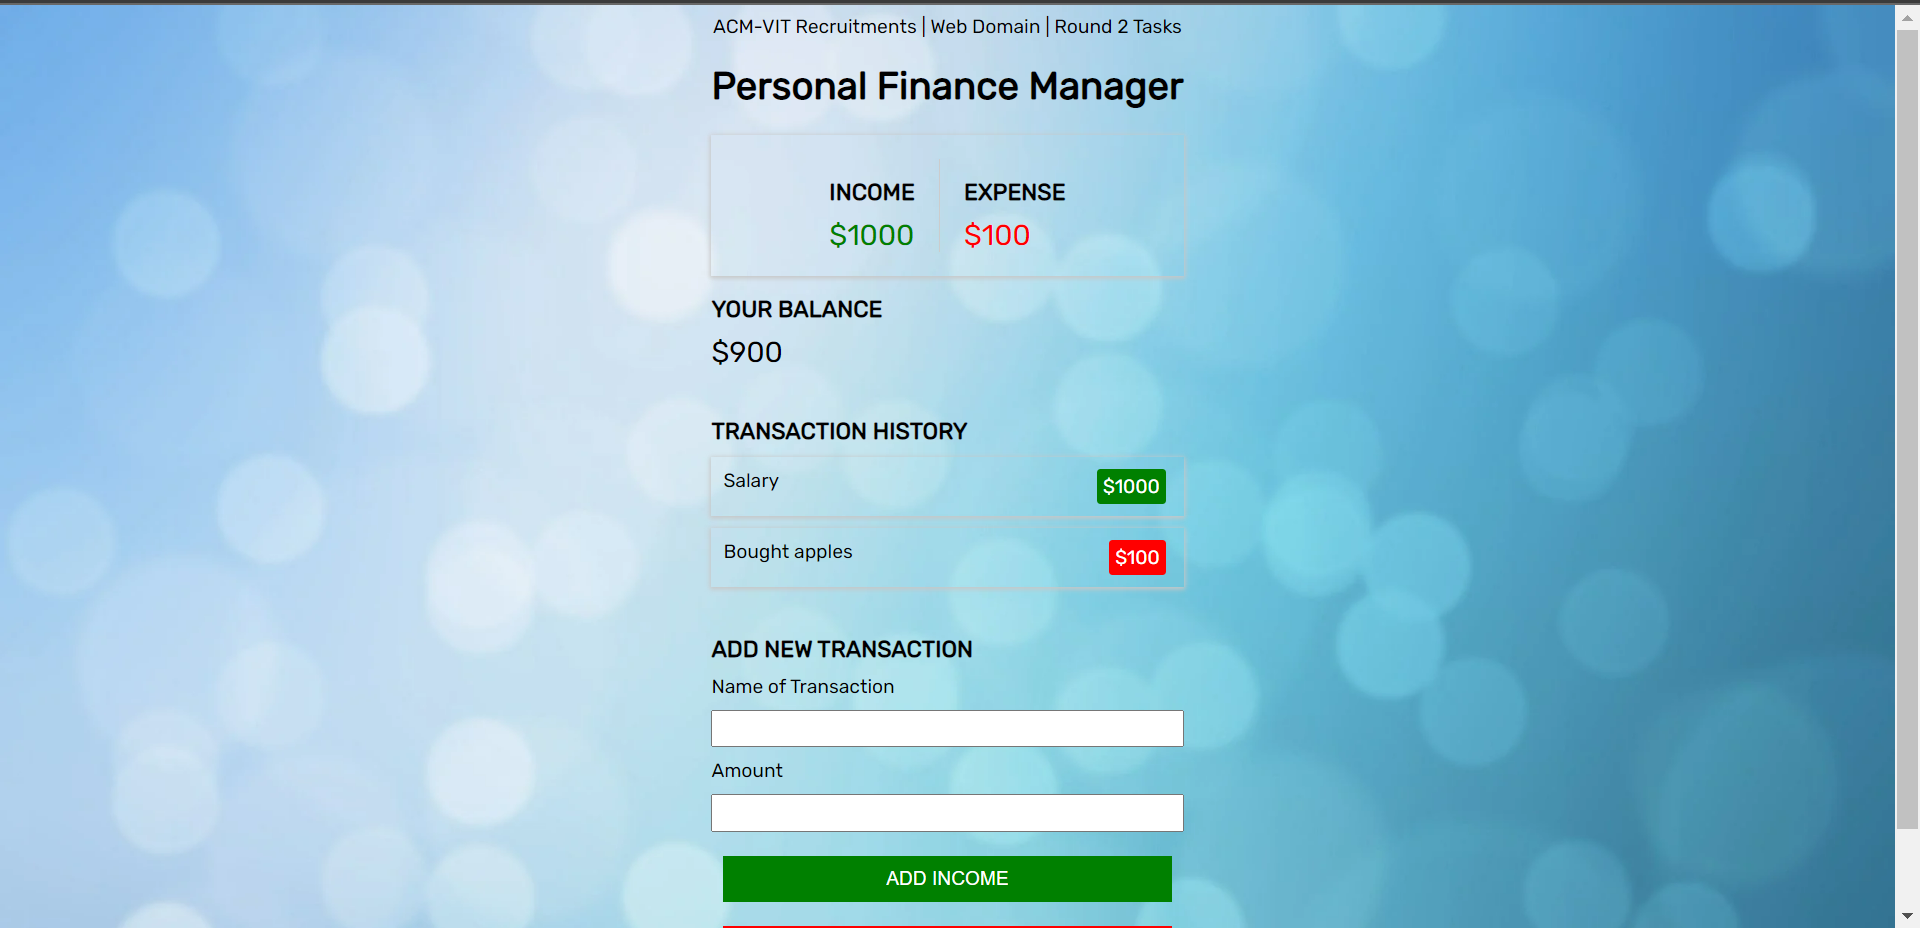 ACM-VIT Recruitments | Web Domain | Round 2 Tasks
Personal Finance Manager
INCOME EXPENSE
$1000 $100
YOUR BALANCE
$900
TRANSACTION HISTORY
Salary $1000
Bought apples $100
ADD NEW TRANSACTION
Name of Transaction
Amount
ADD INCOME